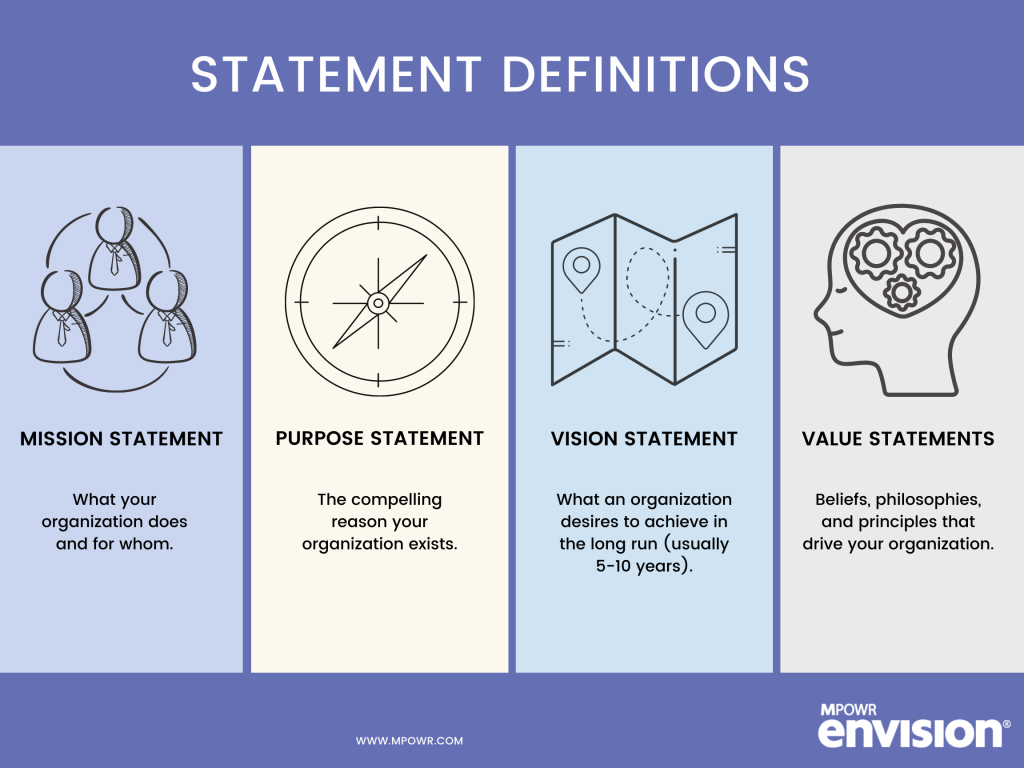 STATEMENT DEFINITIONS
MISSION STATEMENT
What your
organization does
and for whom.
PURPOSE STATEMENT
The compelling
reason your
organization exists.
VISION STATEMENT
What an organization
desires to achieve in
the long run (usually
5-10 years).
VALUE STATEMENTS
Beliefs, philosophies,
and principles that
drive your organization.
WWW.MPOWR.COM
MPOWR
envision®